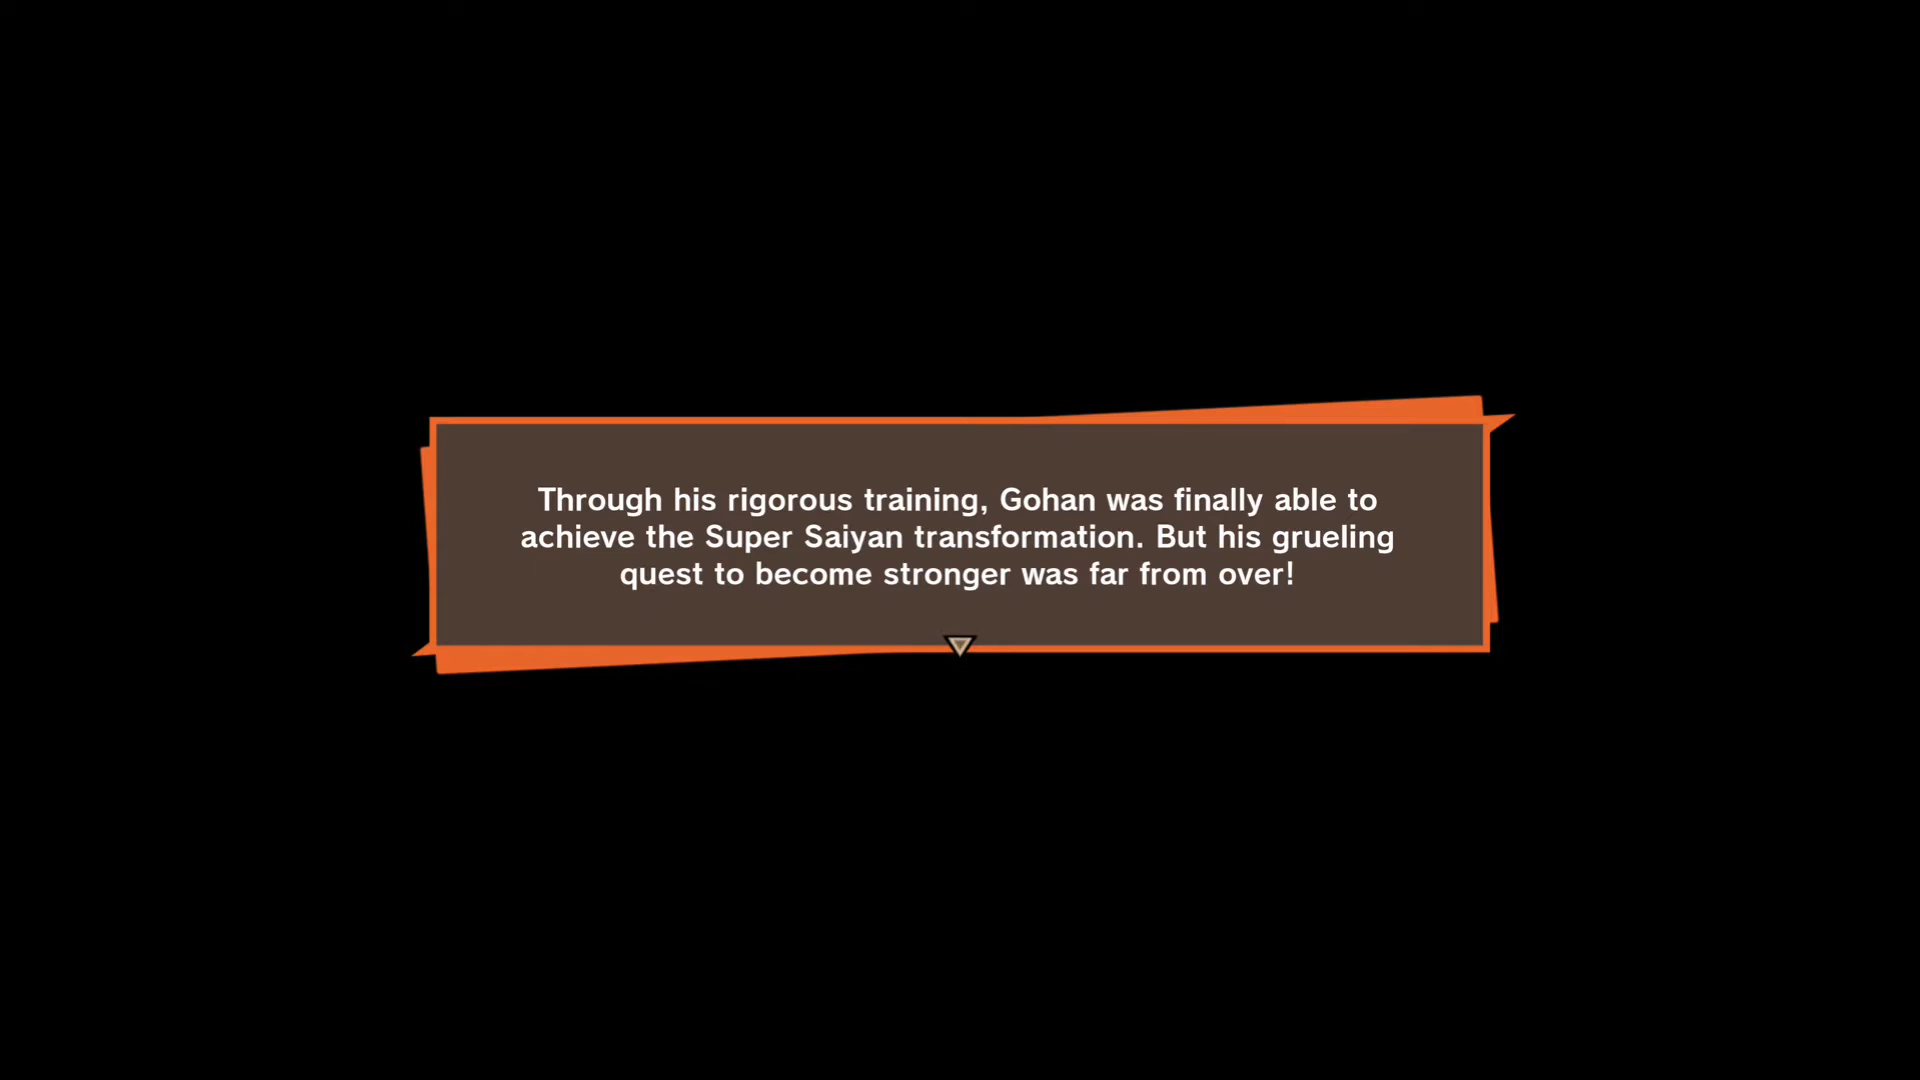 Through his rigorous training, Gohan was finally able to
achieve the Super Saiyan transformation. But his grueling
quest to become stronger was far from over!